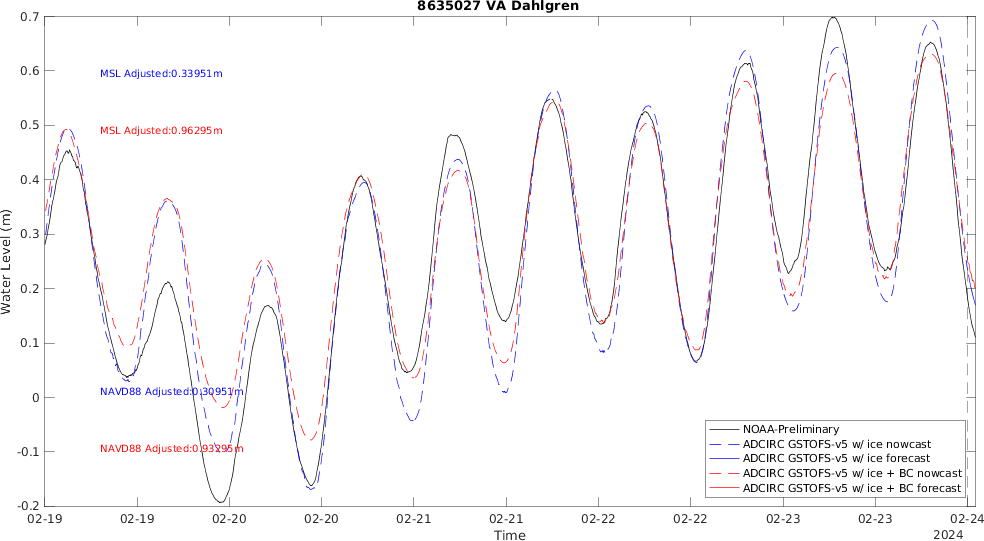 8635027 VA Dahlgren
0.7
0.6
0.5
0.4
0.3
0.2
0.1
0
-0.1
-0.2
Water Level (m)
MSL Adjusted:0.33951m
MSL Adjusted:0.96295m
NAVD88 Adjusted:0.30951m
NAVD88 Adjusted:0.93295m
NOAA-Preliminary
ADCIRC GSTOFS-v5 w/ ice nowcast
ADCIRC GSTOFS-v5 w/ ice forecast
ADCIRC GSTOFS-v5 w/ ice + BC nowcast
ADCIRC GSTOFS-v5 w/ ice + BC forecast
02-19 02-19 02-20 02-20 02-21 02-21 02-22 02-22 02-23 02-23 02-24
Time
2024